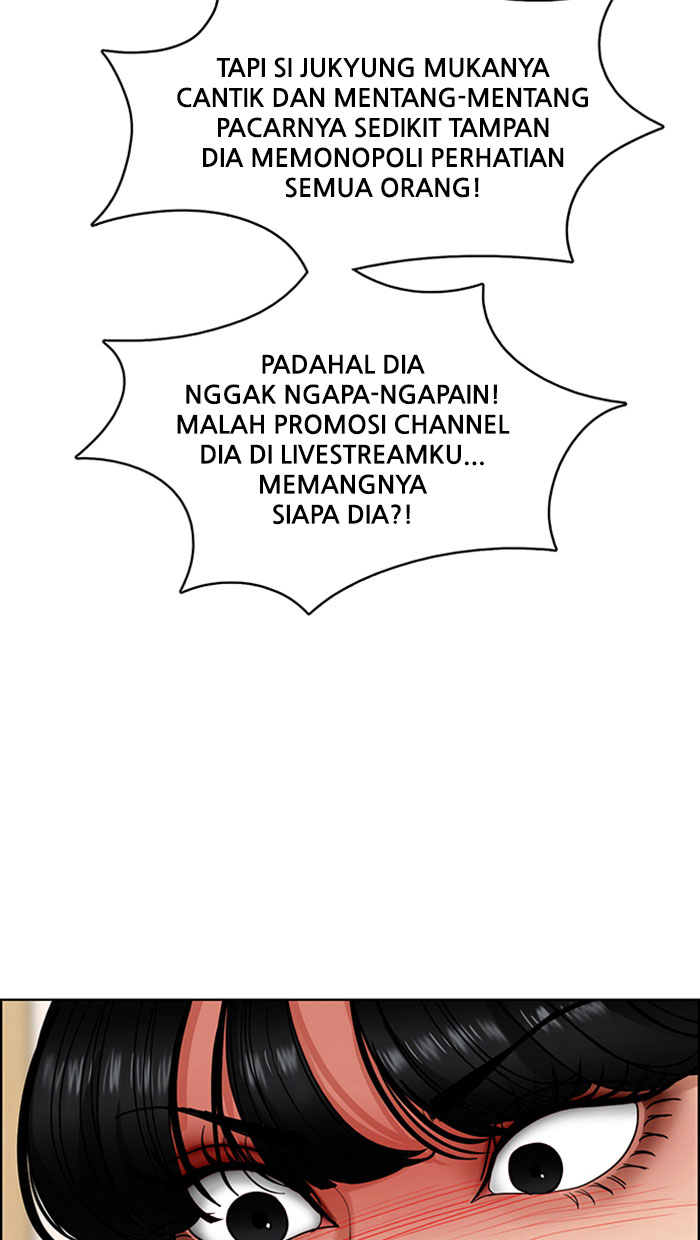 TAPI SI JUKYUNG MUKANYA
CANTIK DAN MENTANG-MENTANG
PACARNYA SEDIKIT TAMPAN
DIA MEMONOPOLI PERHATIAN
SEMUA ORANG!
PADAHAL DIA
NGGAK NGAPA-NGAPAIN!
MALAH PROMOSI CHANNEL
DIA DI LIVESTREAMKU...
MEMANGNYA
SIAPA DIA?!